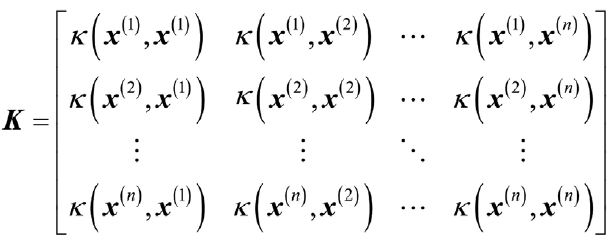 K = [ κ(x⁽¹⁾, x⁽¹⁾) κ(x⁽¹⁾, x⁽²⁾) ⋯ κ(x⁽¹⁾, x⁽ⁿ⁾)
κ(x⁽²⁾, x⁽¹⁾) κ(x⁽²⁾, x⁽²⁾) ⋯ κ(x⁽²⁾, x⁽ⁿ⁾)
⋮ ⋮ ⋱ ⋮
κ(x⁽ⁿ⁾, x⁽¹⁾) κ(x⁽ⁿ⁾, x⁽²⁾) ⋯ κ(x⁽ⁿ⁾, x⁽ⁿ⁾) ]